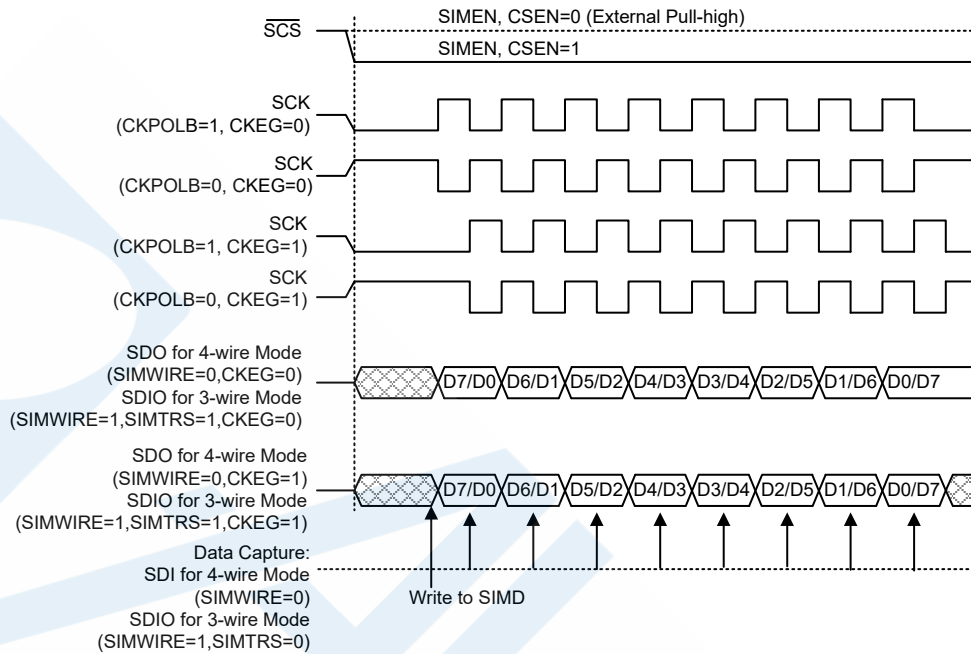 SCS
SIMEN, CSEN=0 (External Pull-high)
SIMEN, CSEN=1
SCK
(CKPOLB=1, CKEG=0)
SCK
(CKPOLB=0, CKEG=0)
SCK
(CKPOLB=1, CKEG=1)
SCK
(CKPOLB=0, CKEG=1)
SDO for 4-wire Mode
(SIMWIRE=0,CKEG=0)
SDIO for 3-wire Mode
(SIMWIRE=1,SIMTRS=1,CKEG=0)
D7/D0 D6/D1 D5/D2 D4/D3 D3/D4 D2/D5 D1/D6 D0/D7
SDO for 4-wire Mode
(SIMWIRE=0,CKEG=1)
SDIO for 3-wire Mode
(SIMWIRE=1,SIMTRS=1,CKEG=1)
D7/D0 D6/D1 D5/D2 D4/D3 D3/D4 D2/D5 D1/D6 D0/D7
Data Capture:
SDI for 4-wire Mode
(SIMWIRE=0)
SDIO for 3-wire Mode
(SIMWIRE=1,SIMTRS=0)
Write to SIMD